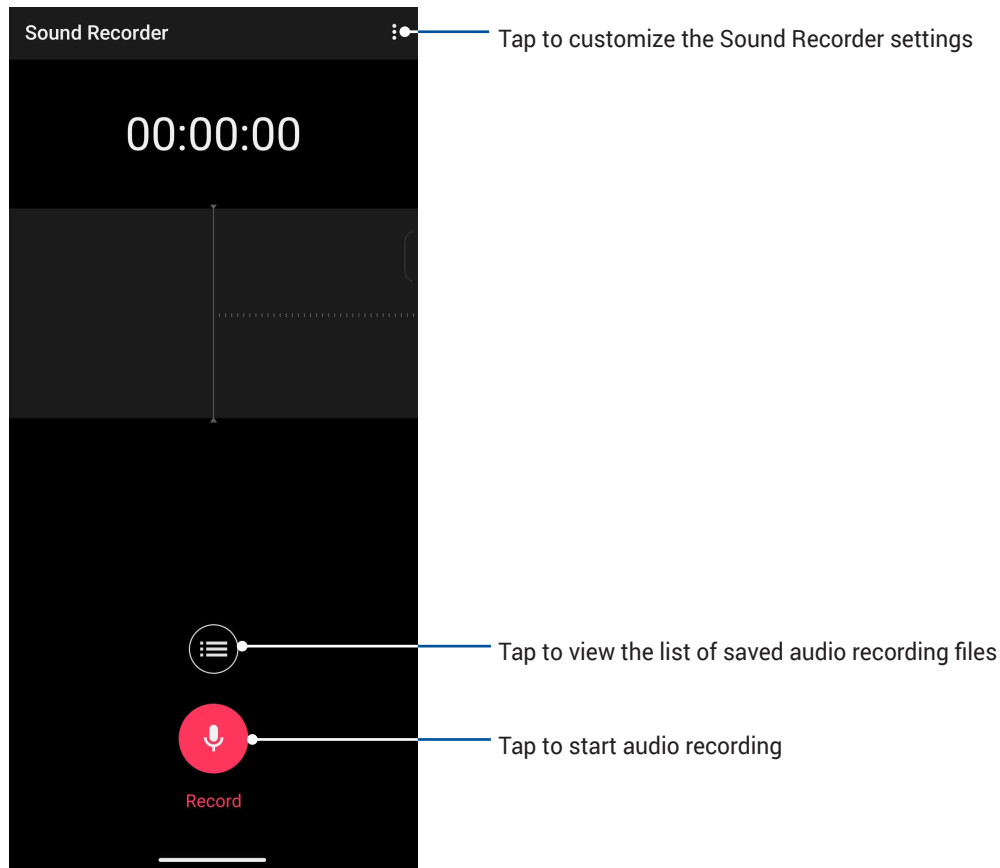 Sound Recorder
Tap to customize the Sound Recorder settings
00:00:00
Tap to view the list of saved audio recording files
Tap to start audio recording
Record